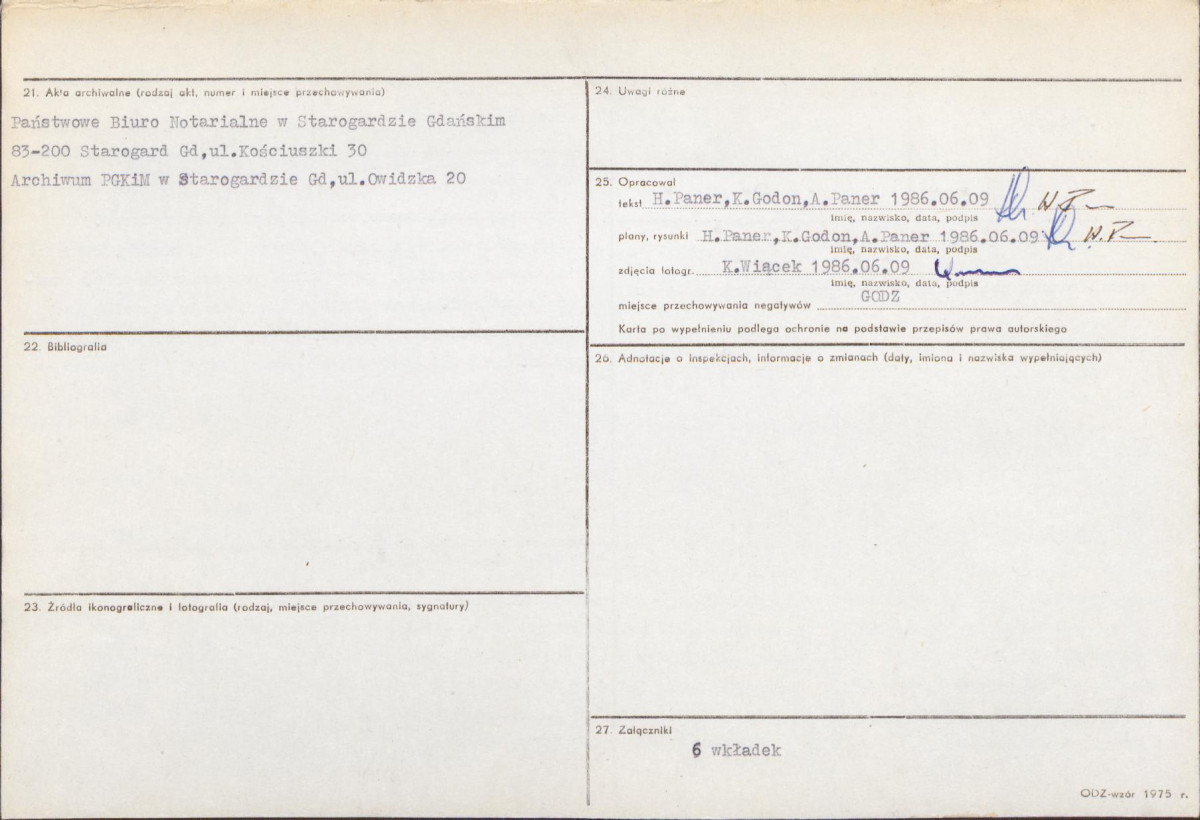 21. Akta archiwalne (rodzaj akt, numer i miejsce przechowywania)
Państwowe Biuro Notarialne w Starogardzie Gdańskim
83-200 Starogard Gd,ul.Kościuszki 30
Archiwum PGKiM w Starogardzie Gd,ul.Owidzka 20
22. Bibliografia
23. Źródła ikonograficzne i fotografia (rodzaj, miejsce przechowywania, sygnatury)
24. Uwagi różne
25. Opracował
tekst H.Paner,K.Godon,A.Paner 1986.06.09
imię, nazwisko, data, podpis
plany, rysunki H.Paner,K.Godon,A.Paner 1986.06.09
imię, nazwisko, data, podpis
zdjęcia fotogr. K.Wiącek 1986.06.09
imię, nazwisko, data, podpis
miejsce przechowywania negatywów GODZ
Karta po wypełnieniu podlega ochronie na podstawie przepisów prawa autorskiego
26. Adnotacje o inspekcjach, informacje o zmianach (daty, imiona i nazwiska wypełniających)
27. Załączniki
6 wkładek
ODZ-wzór 1975 r.